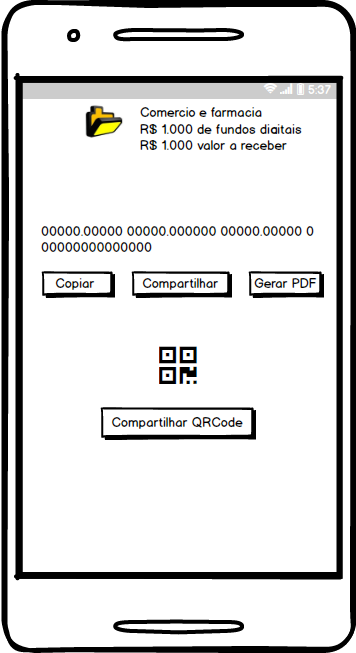 5:37
Comercio e farmacia
R$ 1.000 de fundos digitais
R$ 1.000 valor a receber
00000.00000 00000.000000 00000.00000 0
00000000000000
Copiar
Compartilhar
Gerar PDF
Compartilhar QRCode